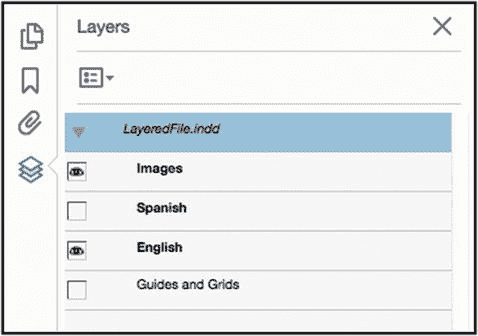 Layers
LayeredFile.indd
Images
Spanish
English
Guides and Grids